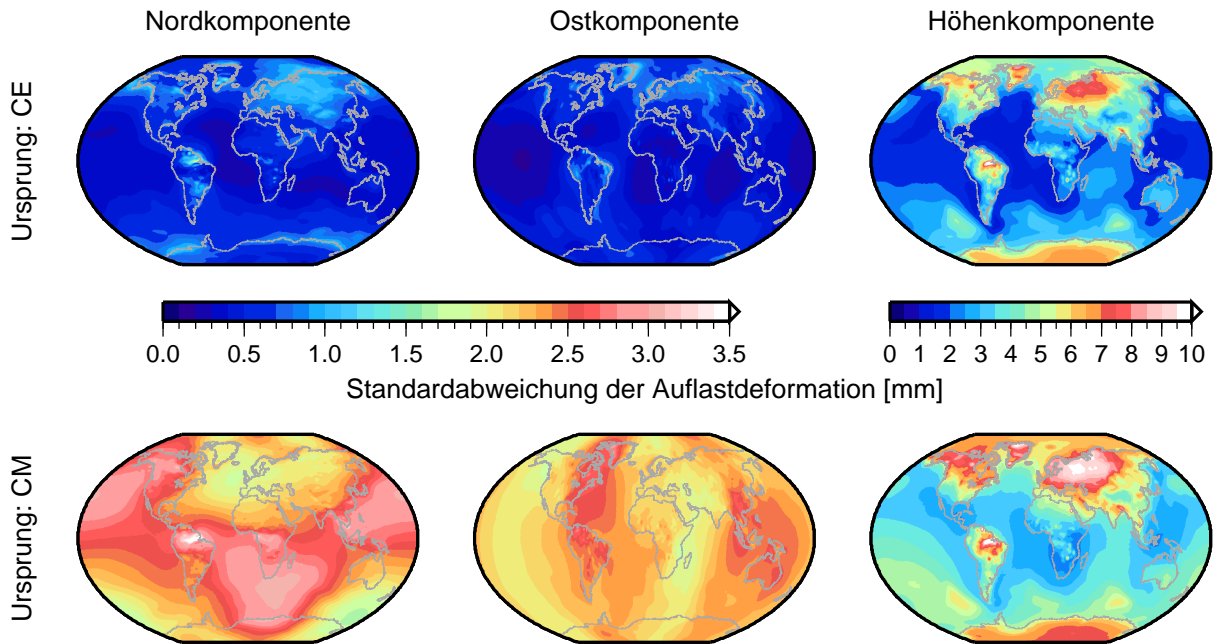 Nordkomponente Ostkomponente Höhenkomponente
Ursprung: CE
0.0 0.5 1.0 1.5 2.0 2.5 3.0 3.5 0 1 2 3 4 5 6 7 8 9 10
Standardabweichung der Auflastdeformation [mm]
Ursprung: CM